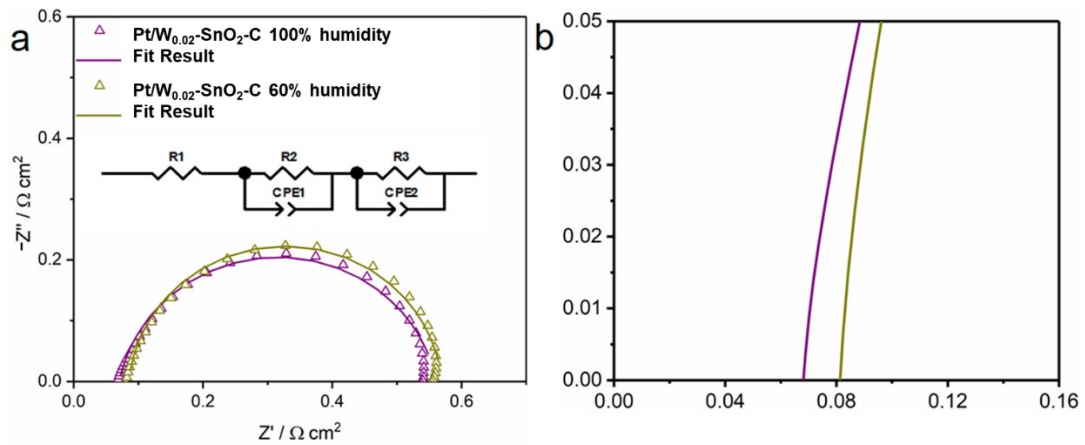 a
0.6
0.4
0.2
0.0
−Z'' / Ω cm²
Pt/W₀.₀₂-SnO₂-C 100% humidity
Fit Result
Pt/W₀.₀₂-SnO₂-C 60% humidity
Fit Result
R1
R2
R3
CPE1
CPE2
0.0
0.2
0.4
0.6
Z' / Ω cm²
b
0.05
0.04
0.03
0.02
0.01
0.00
0.00
0.04
0.08
0.12
0.16